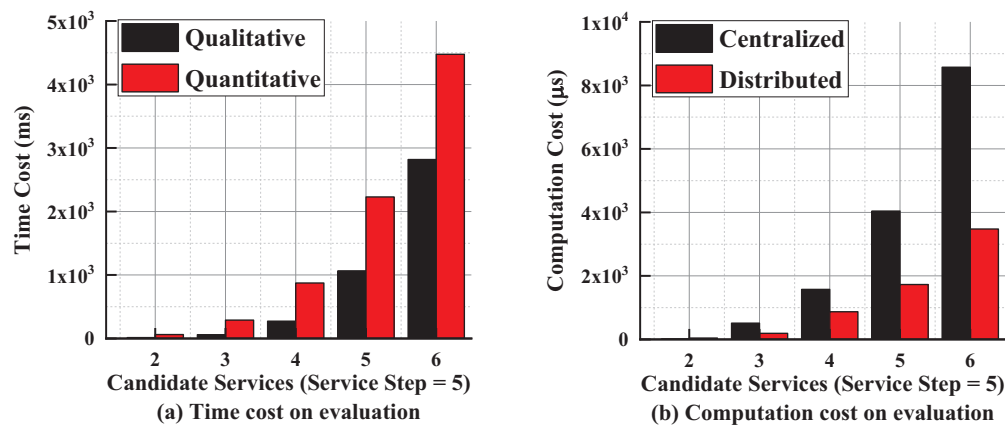 5x10³
4x10³
3x10³
2x10³
1x10³
0
Time Cost (ms)
Qualitative
Quantitative
2 3 4 5 6
Candidate Services (Service Step = 5)
(a) Time cost on evaluation
1x10⁴
8x10³
6x10³
4x10³
2x10³
0
Computation Cost (μs)
Centralized
Distributed
2 3 4 5 6
Candidate Services (Service Step = 5)
(b) Computation cost on evaluation